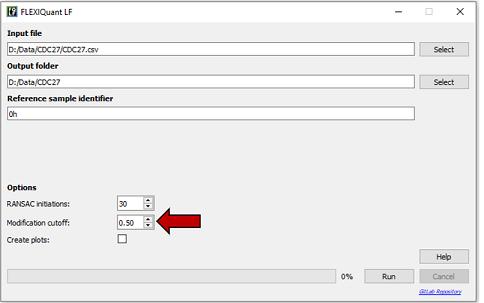 FLEXIQuant LF
Input file
D:/Data/CDC27/CDC27.csv
Select
Output folder
D:/Data/CDC27
Select
Reference sample identifier
0h
Options
RANSAC initiations:
30
Modification cutoff:
0.50
Create plots:
Help
0%
Run
Cancel
GitLab Repository